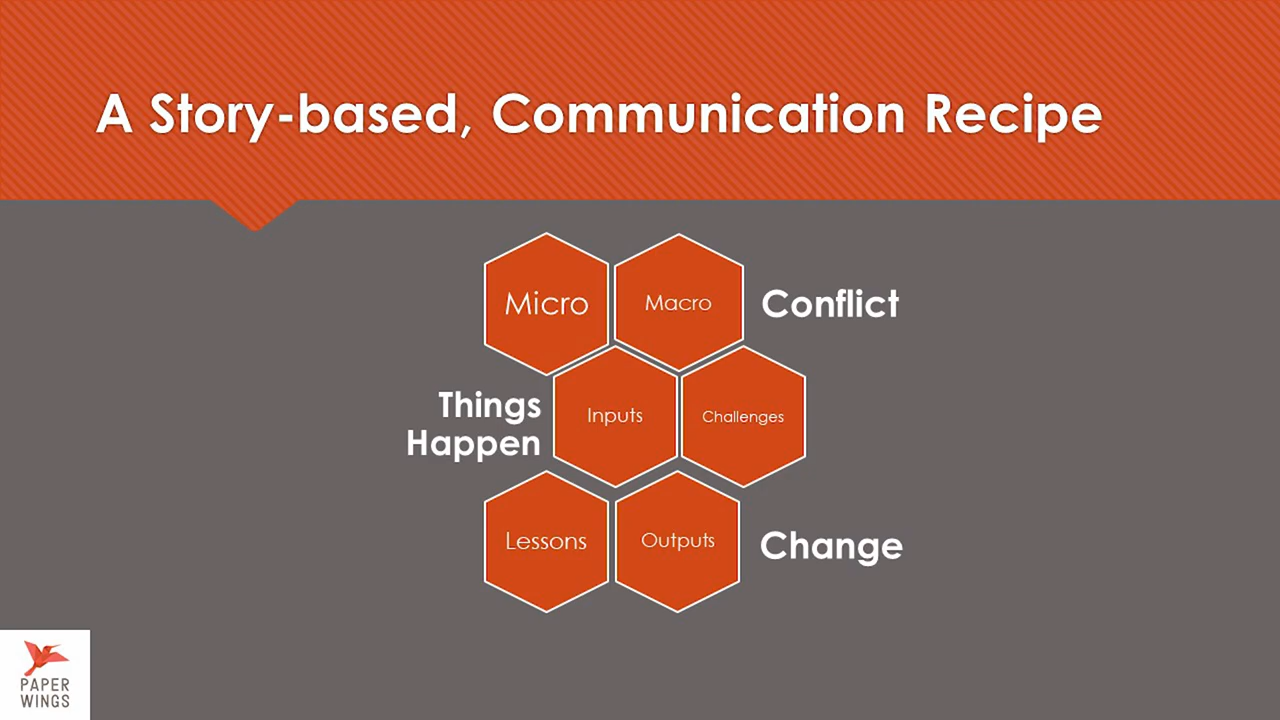 A Story-based, Communication Recipe
Micro
Macro
Conflict
Things
Happen
Inputs
Challenges
Lessons
Outputs
Change
PAPER
WINGS